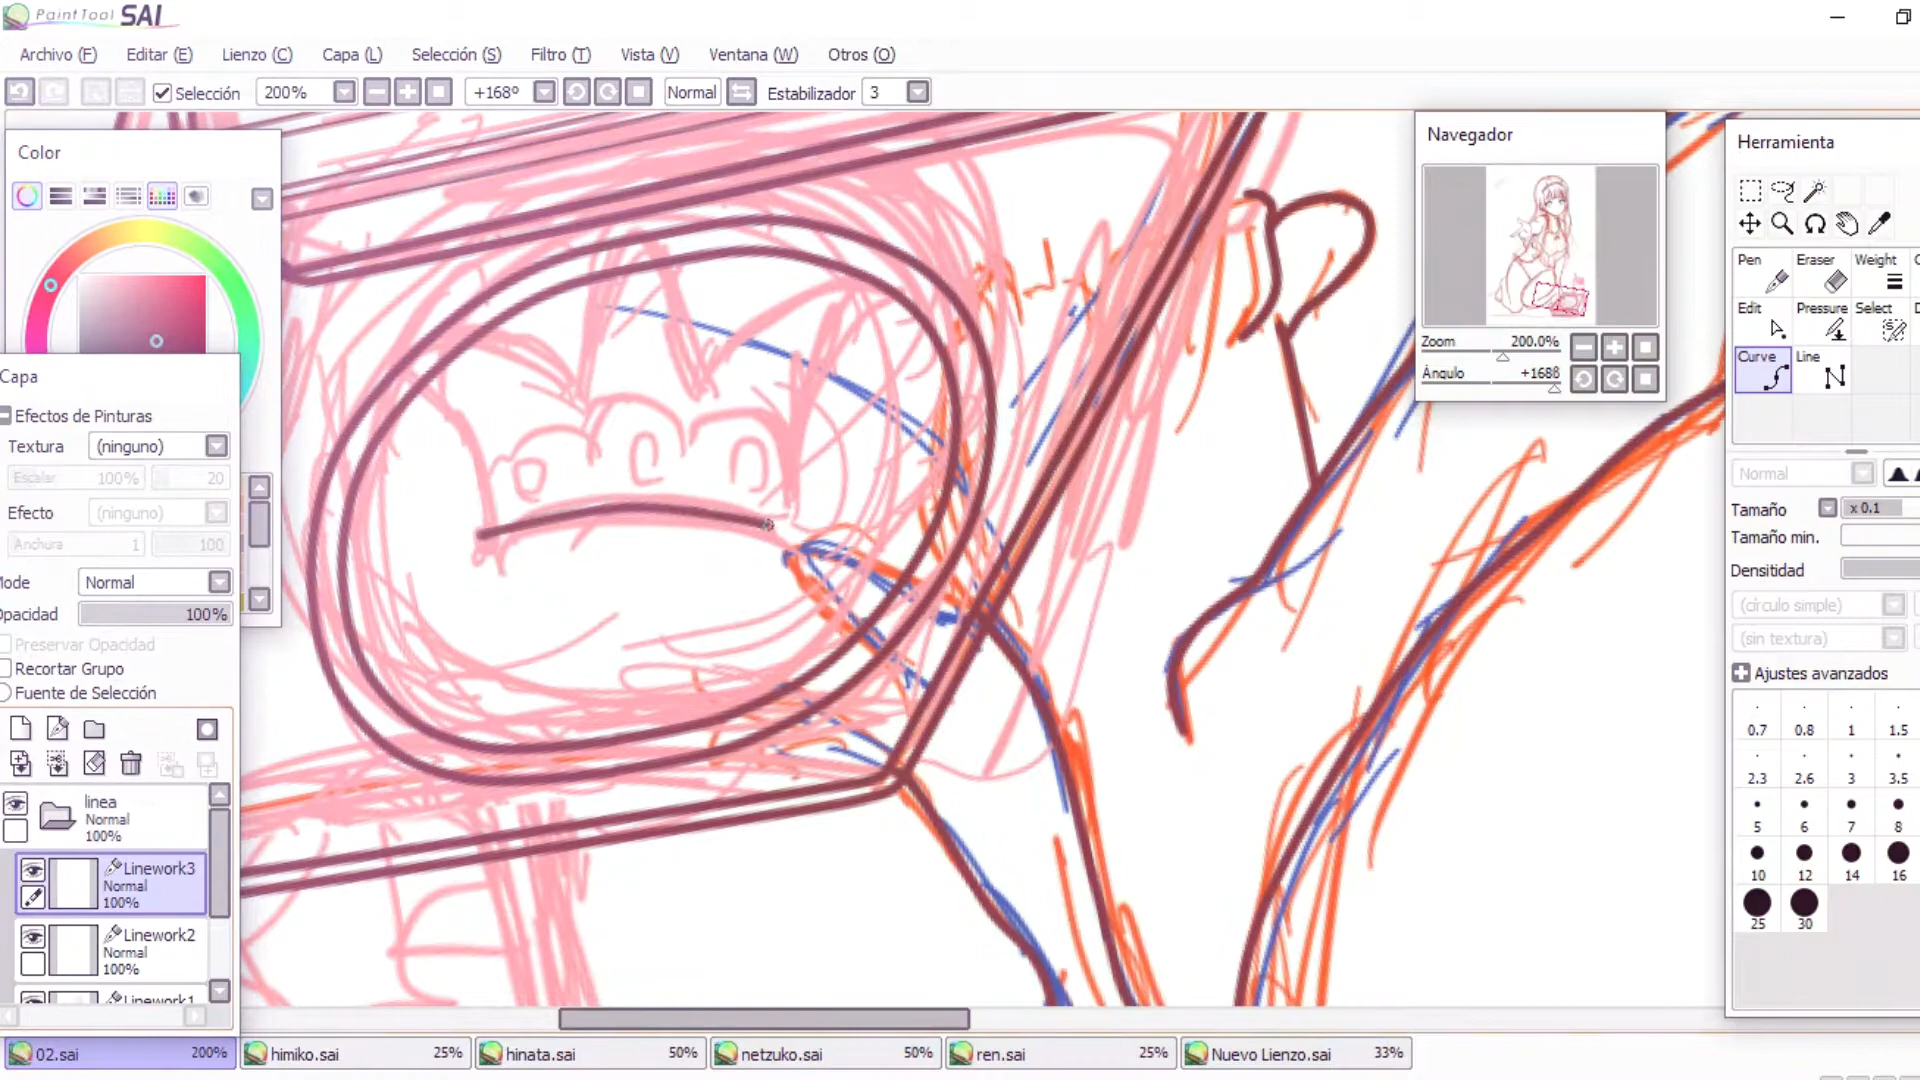 PaintTool SAI
Archivo (F) Editar (E) Lienzo (C) Capa (L) Selección (S) Filtro (T) Vista (V) Ventana (W) Otros (O)
Selección 200% +168º Normal Estabilizador 3
Color
Capa
Efectos de Pinturas
Textura (ninguno)
Escalar 100% 20
Efecto (ninguno)
Anchura 1 100
Mode Normal
Opacidad 100%
Preservar Opacidad
Recortar Grupo
Fuente de Selección
linea
Normal
100%
Linework3
Normal
100%
Linework2
Normal
100%
Linework1
Navegador
Zoom 200.0%
Ángulo +168
Herramienta
Pen Eraser Weight
Edit Pressure Select
Curve Line
Normal
Tamaño x 0.1
Tamaño min.
Densitidad
(círculo simple)
(sin textura)
Ajustes avanzados
0.7 0.8 1 1.5
2.3 2.6 3 3.5
5 6 7 8
10 12 14 16
25 30
02.sai 200% himiko.sai 25% hinata.sai 50% netzuko.sai 50% ren.sai 25% Nuevo Lienzo.sai 33%